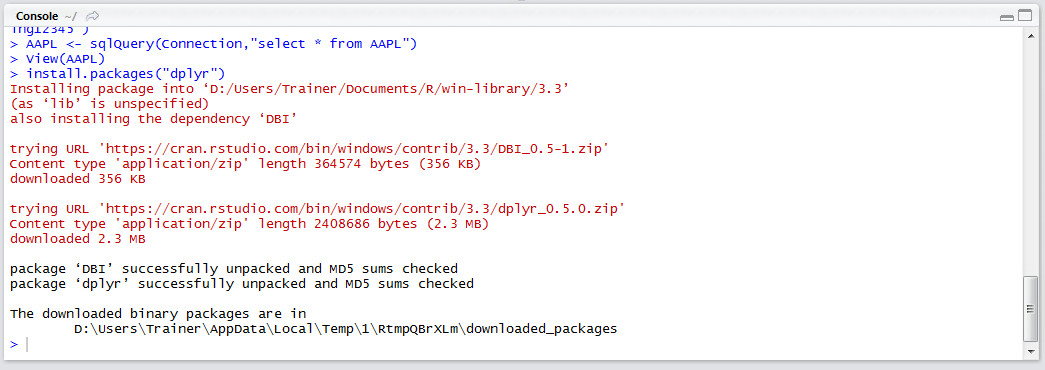 Console ~/
ing12345")
> AAPL <- sqlQuery(Connection,"select * from AAPL")
> View(AAPL)
> install.packages("dplyr")
Installing package into ‘D:/Users/Trainer/Documents/R/win-library/3.3’
(as ‘lib’ is unspecified)
also installing the dependency ‘DBI’
trying URL 'https://cran.rstudio.com/bin/windows/contrib/3.3/DBI_0.5-1.zip'
Content type 'application/zip' length 364574 bytes (356 KB)
downloaded 356 KB
trying URL 'https://cran.rstudio.com/bin/windows/contrib/3.3/dplyr_0.5.0.zip'
Content type 'application/zip' length 2408686 bytes (2.3 MB)
downloaded 2.3 MB
package ‘DBI’ successfully unpacked and MD5 sums checked
package ‘dplyr’ successfully unpacked and MD5 sums checked
The downloaded binary packages are in
D:\Users\Trainer\AppData\Local\Temp\1\RtmpQBrXLm\downloaded_packages
>